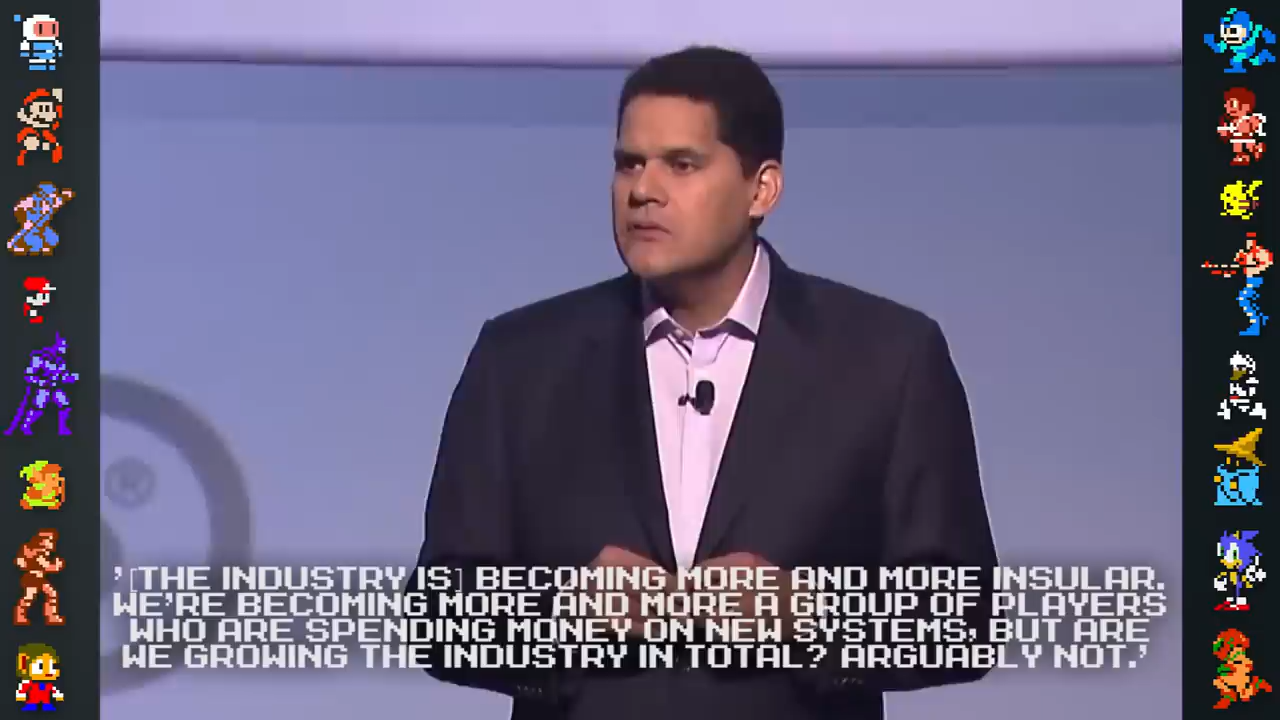 ®
'[THE INDUSTRY IS] BECOMING MORE AND MORE INSULAR.
WE'RE BECOMING MORE AND MORE A GROUP OF PLAYERS
WHO ARE SPENDING MONEY ON NEW SYSTEMS, BUT ARE
WE GROWING THE INDUSTRY IN TOTAL? ARGUABLY NOT.'